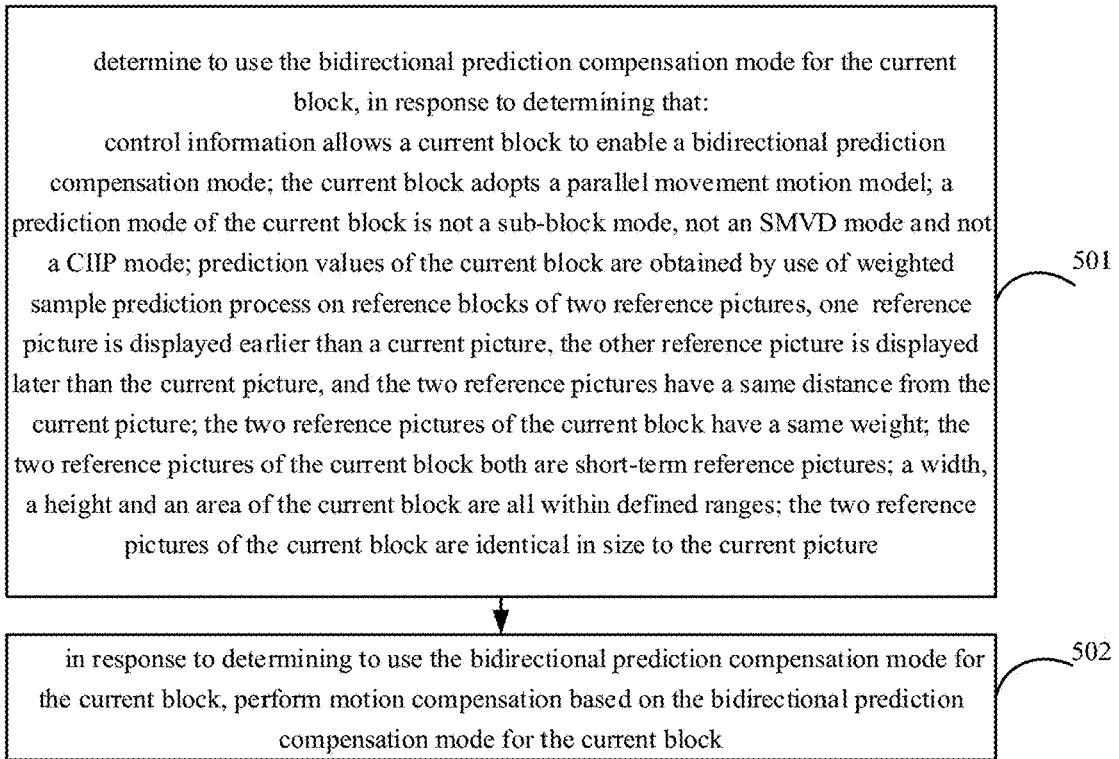 determine to use the bidirectional prediction compensation mode for the current
block, in response to determining that:
control information allows a current block to enable a bidirectional prediction
compensation mode; the current block adopts a parallel movement motion model; a
prediction mode of the current block is not a sub-block mode, not an SMVD mode and not
a CIIP mode; prediction values of the current block are obtained by use of weighted
sample prediction process on reference blocks of two reference pictures, one reference
picture is displayed earlier than a current picture, the other reference picture is displayed
later than the current picture, and the two reference pictures have a same distance from the
current picture; the two reference pictures of the current block have a same weight; the
two reference pictures of the current block both are short-term reference pictures; a width,
a height and an area of the current block are all within defined ranges; the two reference
pictures of the current block are identical in size to the current picture
501
in response to determining to use the bidirectional prediction compensation mode for
the current block, perform motion compensation based on the bidirectional prediction
compensation mode for the current block
502